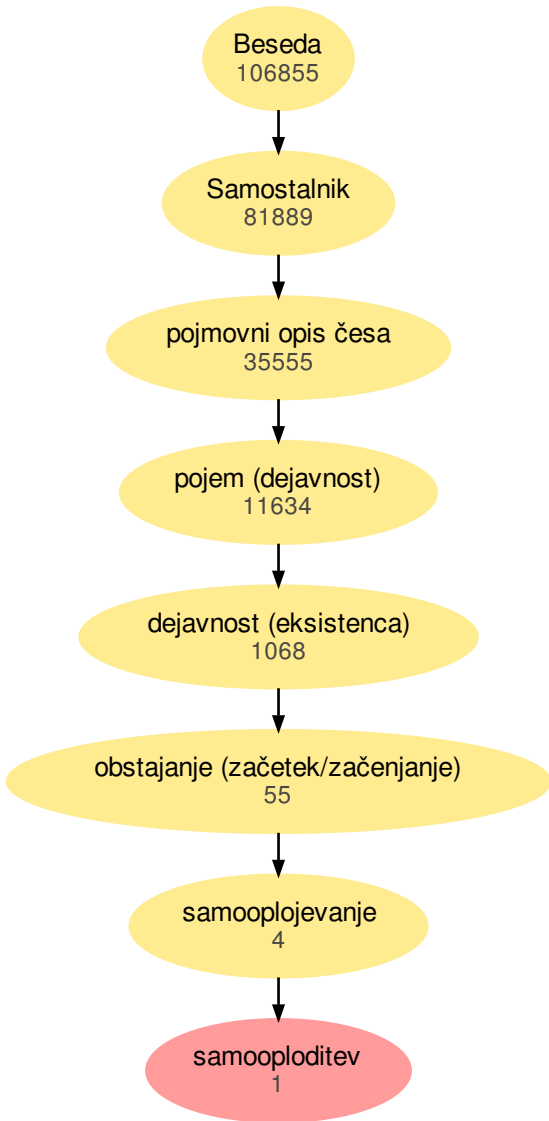 Beseda
106855
Samostalnik
81889
pojmovni opis česa
35555
pojem (dejavnost)
11634
dejavnost (eksistenca)
1068
obstajanje (začetek/začenjanje)
55
samooplojevanje
4
samooploditev
1